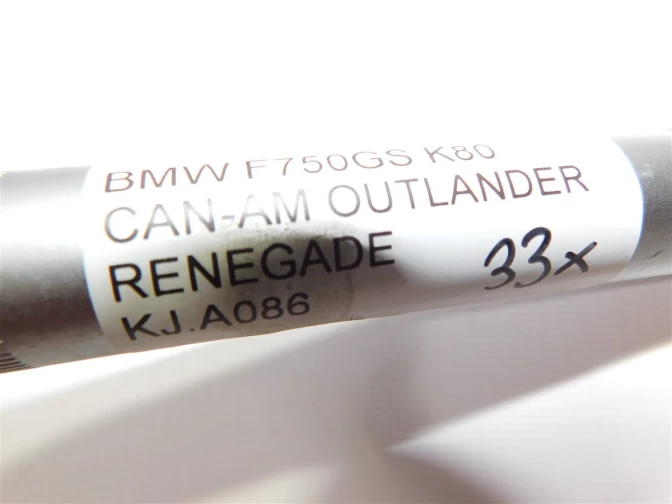 BMW F750GS K80
CAN-AM OUTLANDER
RENEGADE 33x
KJ.A086